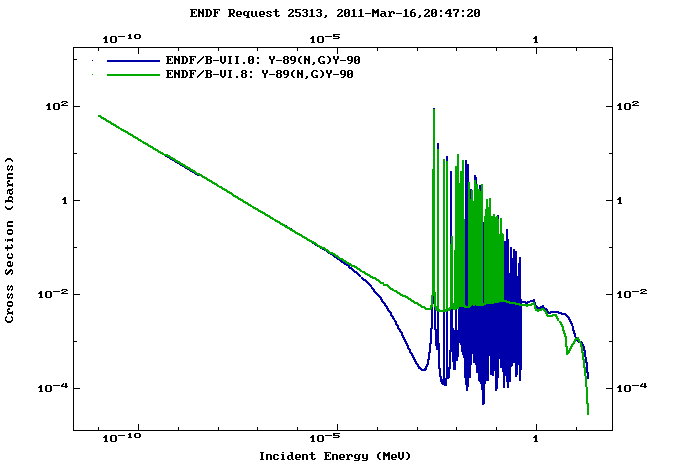 ENDF Request 25313, 2011-Mar-16,20:47:20
10⁻¹⁰ 10⁻⁵ 1
ENDF/B-VII.0: Y-89(N,G)Y-90
ENDF/B-VI.8: Y-89(N,G)Y-90
10² 10²
1 1
10⁻² 10⁻²
10⁻⁴ 10⁻⁴
Cross Section (barns)
10⁻¹⁰ 10⁻⁵ 1
Incident Energy (MeV)